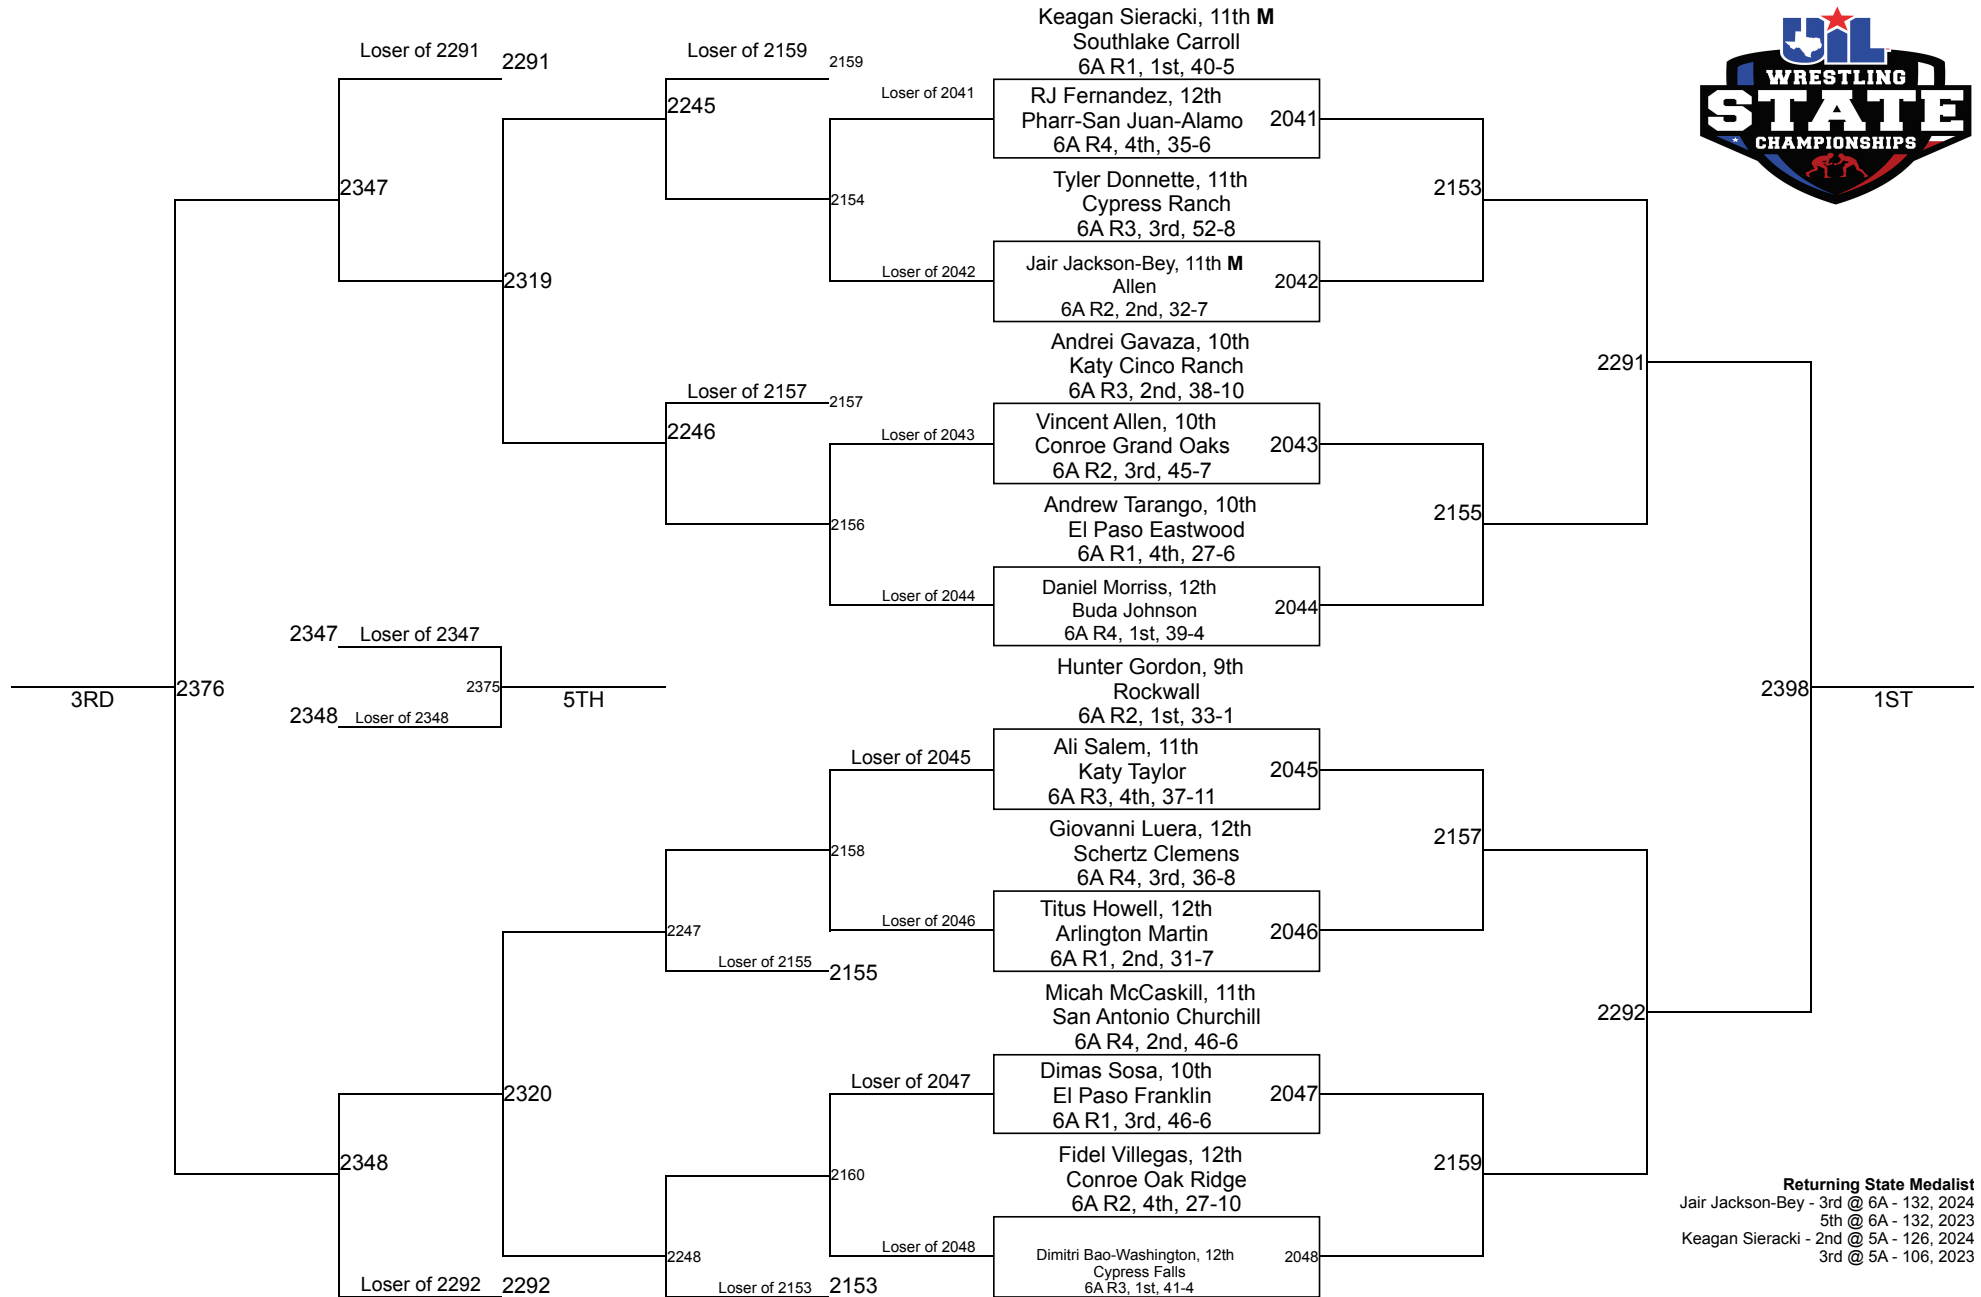 Keagan Sieracki, 11th M
Southlake Carroll
6A R1, 1st, 40-5
RJ Fernandez, 12th
Pharr-San Juan-Alamo
6A R4, 4th, 35-6
2041
Tyler Donnette, 11th
Cypress Ranch
6A R3, 3rd, 52-8
Jair Jackson-Bey, 11th M
Allen
6A R2, 2nd, 32-7
2042
Andrei Gavaza, 10th
Katy Cinco Ranch
6A R3, 2nd, 38-10
Vincent Allen, 10th
Conroe Grand Oaks
6A R2, 3rd, 45-7
2043
Andrew Tarango, 10th
El Paso Eastwood
6A R1, 4th, 27-6
Daniel Morriss, 12th
Buda Johnson
6A R4, 1st, 39-4
2044
Hunter Gordon, 9th
Rockwall
6A R2, 1st, 33-1
Ali Salem, 11th
Katy Taylor
6A R3, 4th, 37-11
2045
Giovanni Luera, 12th
Schertz Clemens
6A R4, 3rd, 36-8
Titus Howell, 12th
Arlington Martin
6A R1, 2nd, 31-7
2046
Micah McCaskill, 11th
San Antonio Churchill
6A R4, 2nd, 46-6
Dimas Sosa, 10th
El Paso Franklin
6A R1, 3rd, 46-6
2047
Fidel Villegas, 12th
Conroe Oak Ridge
6A R2, 4th, 27-10
Dimitri Bao-Washington, 12th
Cypress Falls
6A R3, 1st, 41-4
2048
2153
2155
2157
2159
2291
2292
2398
1ST
Loser of 2041
2154
Loser of 2042
Loser of 2043
2156
Loser of 2044
Loser of 2045
2158
Loser of 2046
Loser of 2047
2160
Loser of 2048
Loser of 2159
2159
2245
Loser of 2157
2157
2246
2247
Loser of 2155
2155
2248
Loser of 2153
2153
2319
2320
Loser of 2291
2291
2347
2348
Loser of 2292
2292
2347
Loser of 2347
2375
5TH
2348
Loser of 2348
2376
3RD
UIL
WRESTLING
STATE
CHAMPIONSHIPS
Returning State Medalist
Jair Jackson-Bey - 3rd @ 6A - 132, 2024
5th @ 6A - 132, 2023
Keagan Sieracki - 2nd @ 5A - 126, 2024
3rd @ 5A - 106, 2023